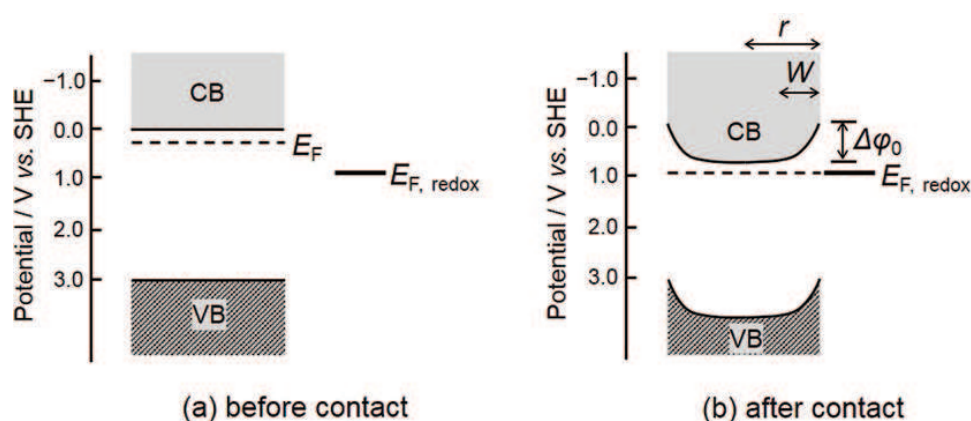 Potential / V vs. SHE
−1.0
0.0
1.0
2.0
3.0
CB
E_F
E_F, redox
VB
(a) before contact
Potential / V vs. SHE
−1.0
0.0
1.0
2.0
3.0
r
W
CB
Δφ₀
E_F, redox
VB
(b) after contact